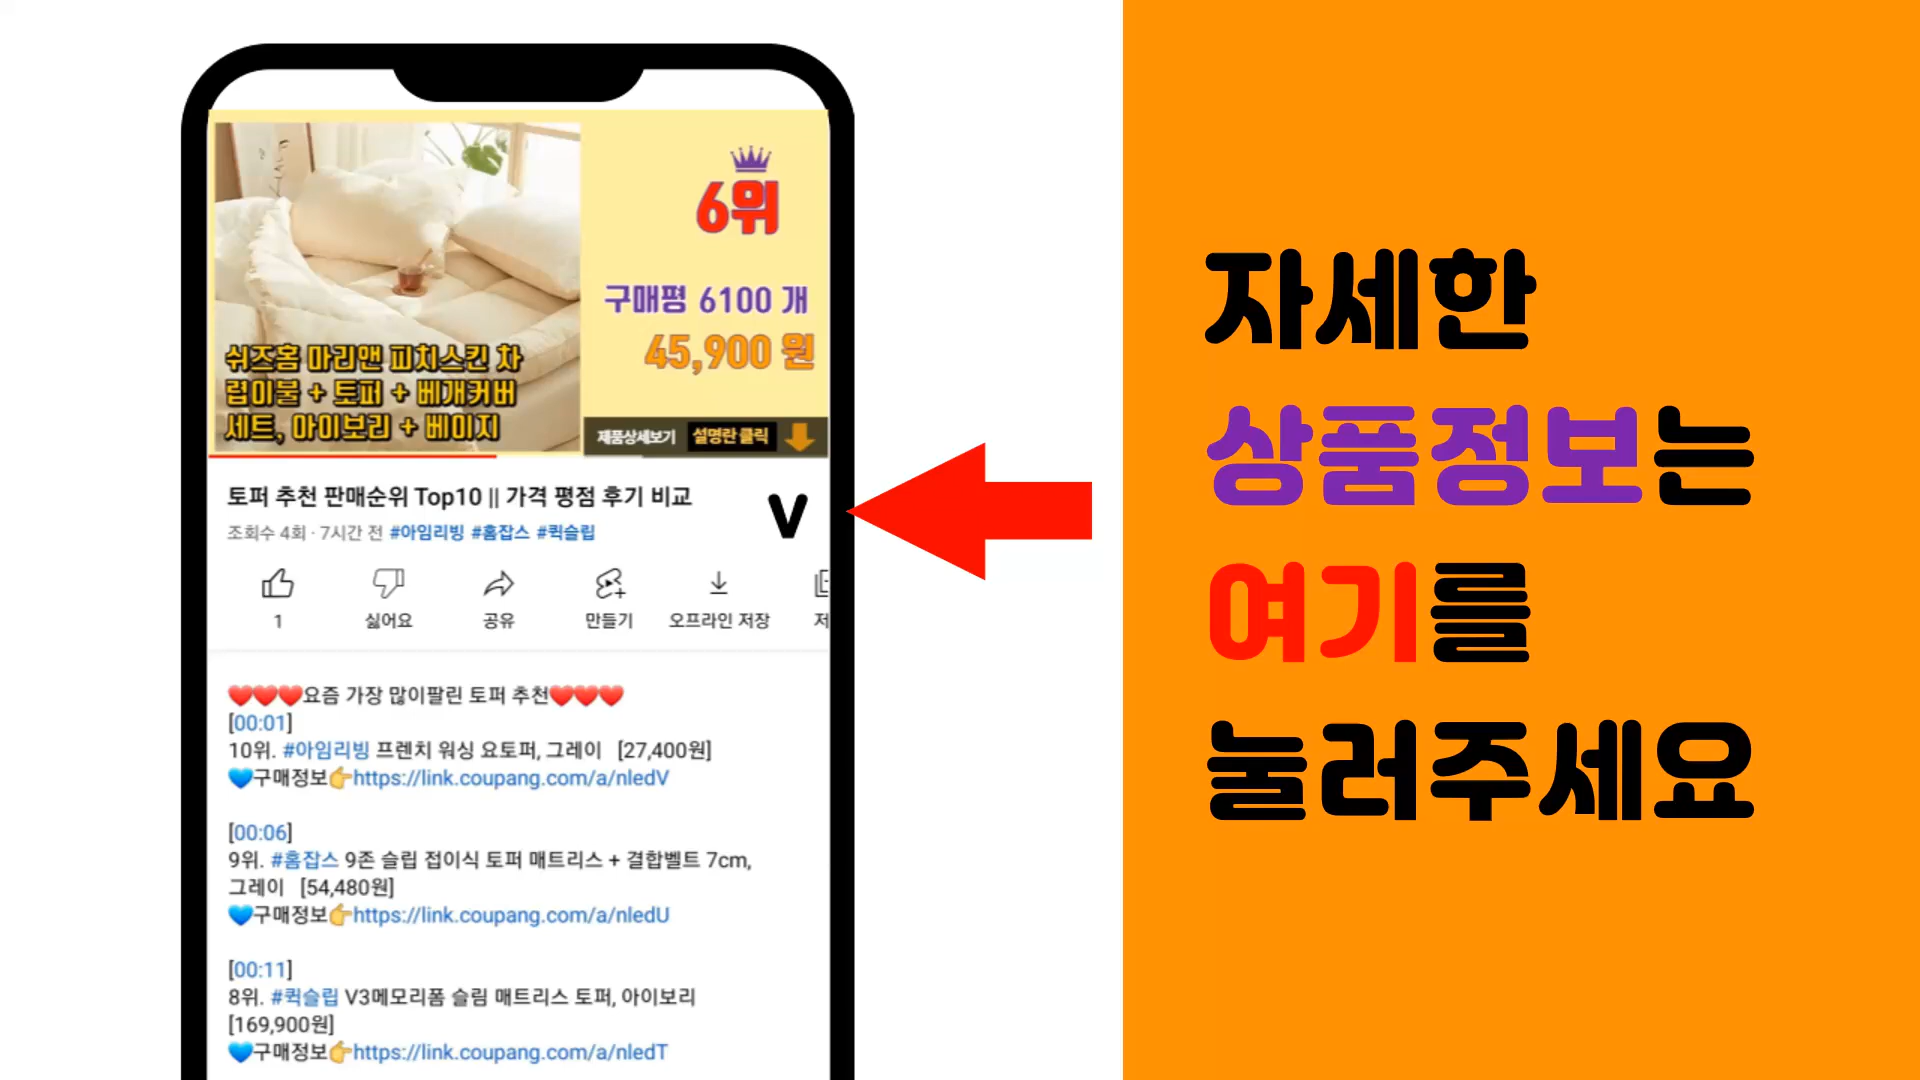 6위
구매평 6100 개
45,900 원
쉬즈홈 마리앤 피치스킨 차
렵이불 + 토퍼 + 베개커버
세트, 아이보리 + 베이지
제품상세보기 설명란 클릭
토퍼 추천 판매순위 Top10 || 가격 평점 후기 비교
V
조회수 4회 · 7시간 전 #아임리빙 #홈잡스 #퀵슬립
1 싫어요 공유 만들기 오프라인 저장 저
❤️❤️❤️요즘 가장 많이팔린 토퍼 추천❤️❤️❤️
[00:01]
10위. #아임리빙 프렌치 워싱 요토퍼, 그레이 [27,400원]
💙구매정보👉https://link.coupang.com/a/nledV
[00:06]
9위. #홈잡스 9존 슬립 접이식 토퍼 매트리스 + 결합벨트 7cm,
그레이 [54,480원]
💙구매정보👉https://link.coupang.com/a/nledU
[00:11]
8위. #퀵슬립 V3메모리폼 슬림 매트리스 토퍼, 아이보리
[169,900원]
💙구매정보👉https://link.coupang.com/a/nledT
자세한
상품정보는
여기를
눌러주세요